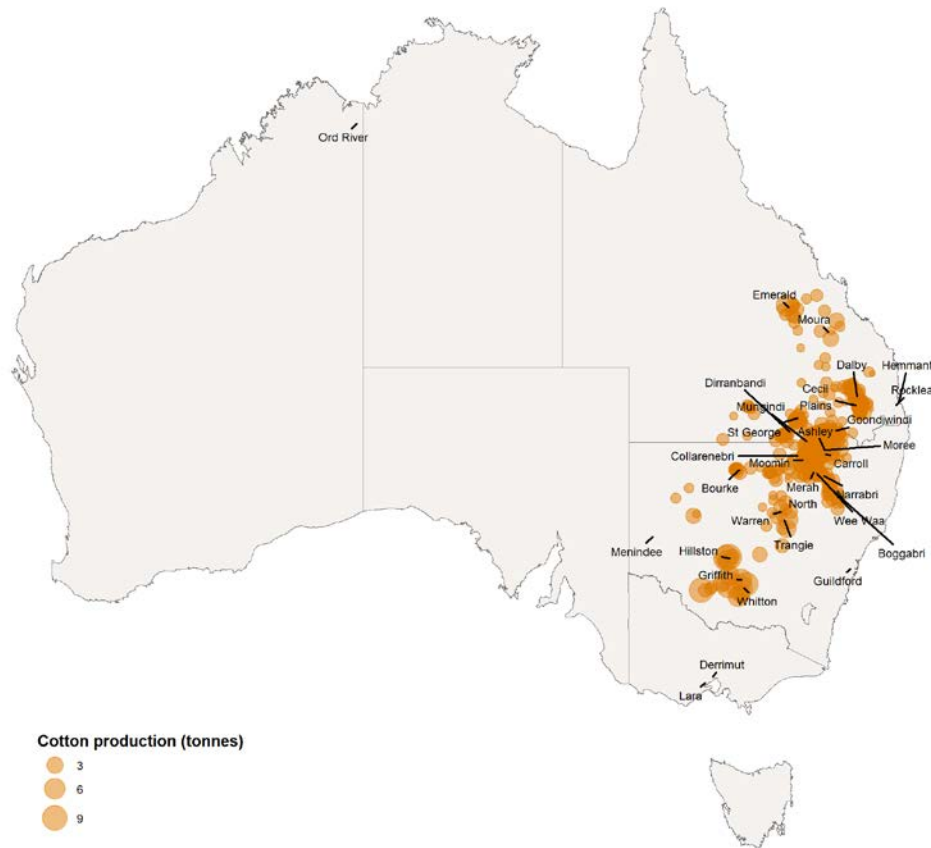 Ord River
Emerald
Moura
Dalby
Hemmant
Dirranbandi
Cecil
Plains
Rocklea
Mungindi
St George
Ashley
Goondiwindi
Moree
Collarenebri
Moomin
Carroll
Bourke
Merah
North
Narrabri
Warren
Wee Waa
Trangie
Boggabri
Menindee
Hillston
Griffith
Guildford
Whitton
Derrimut
Lara
Cotton production (tonnes)
3
6
9